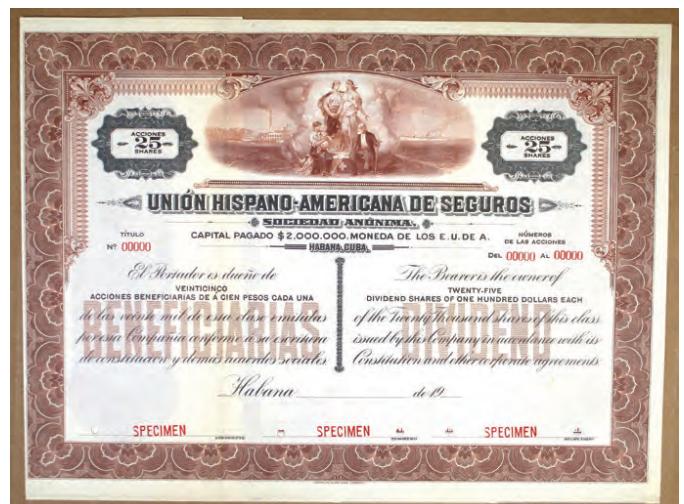 ACCIONES
25
SHARES
ACCIONES
25
SHARES
UNIÓN HISPANO-AMERICANA DE SEGUROS
SOCIEDAD ANÓNIMA.
CAPITAL PAGADO $2,000.000. MONEDA DE LOS E.U. DE A.
HABANA, CUBA.
TÍTULO
Nº 00000
NÚMEROS
DE LAS ACCIONES
DEL 00000 AL 00000
El Portador es dueño de
VEINTICINCO
ACCIONES BENEFICIARIAS DE Á CIEN PESOS CADA UNA
de las veinte mil de esta clase emitidas
por esta Compañía conforme a su escritura
de constitución y demás acuerdos sociales.
BENEFICIARIAS
The Bearer is the owner of
TWENTY-FIVE
DIVIDEND SHARES OF ONE HUNDRED DOLLARS EACH
of the Twenty Thousand shares of this class
issued by this Company in accordance with its
Constitution and other corporate agreements.
DIVIDEND
Habana de 19
SPECIMEN SPECIMEN SPECIMEN